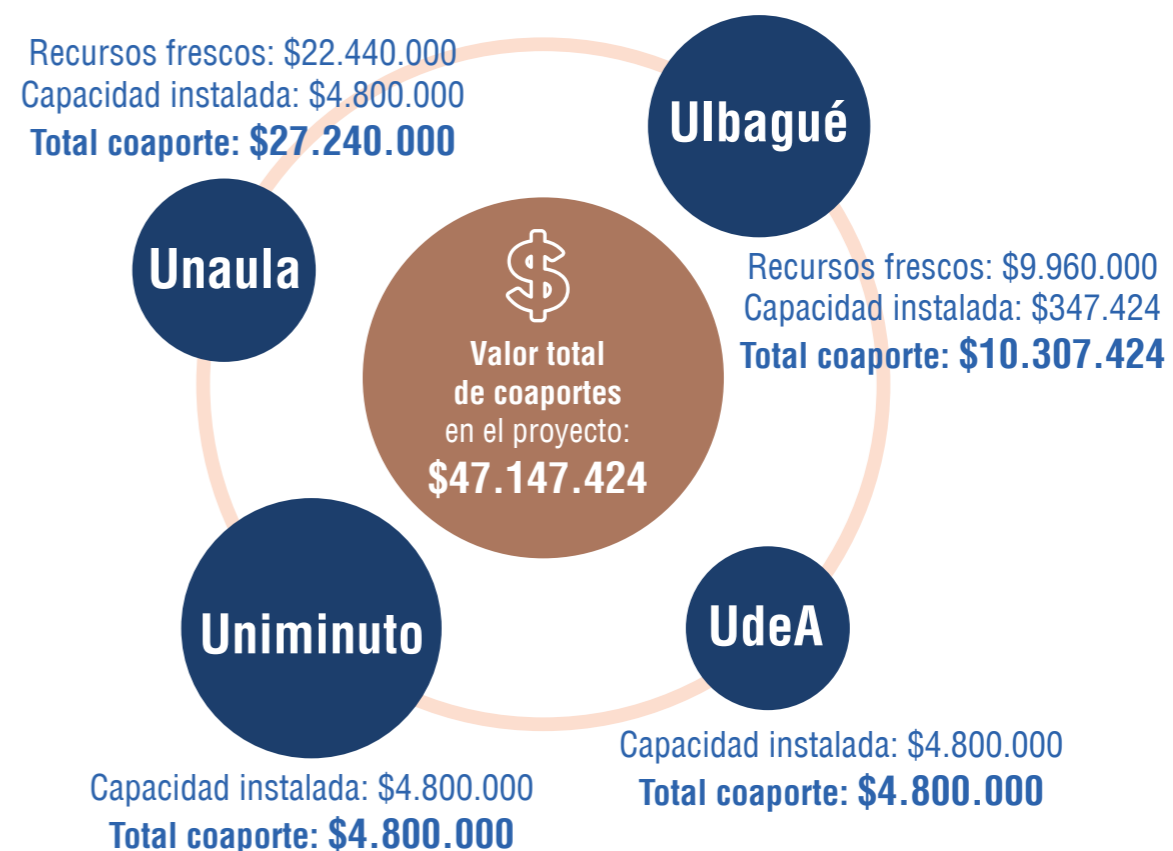 Recursos frescos: $22.440.000
Capacidad instalada: $4.800.000
Total coaporte: $27.240.000
Unaula
UIbagué
Recursos frescos: $9.960.000
Capacidad instalada: $347.424
Total coaporte: $10.307.424
Valor total
de coaportes
en el proyecto:
$47.147.424
Uniminuto
Capacidad instalada: $4.800.000
Total coaporte: $4.800.000
UdeA
Capacidad instalada: $4.800.000
Total coaporte: $4.800.000